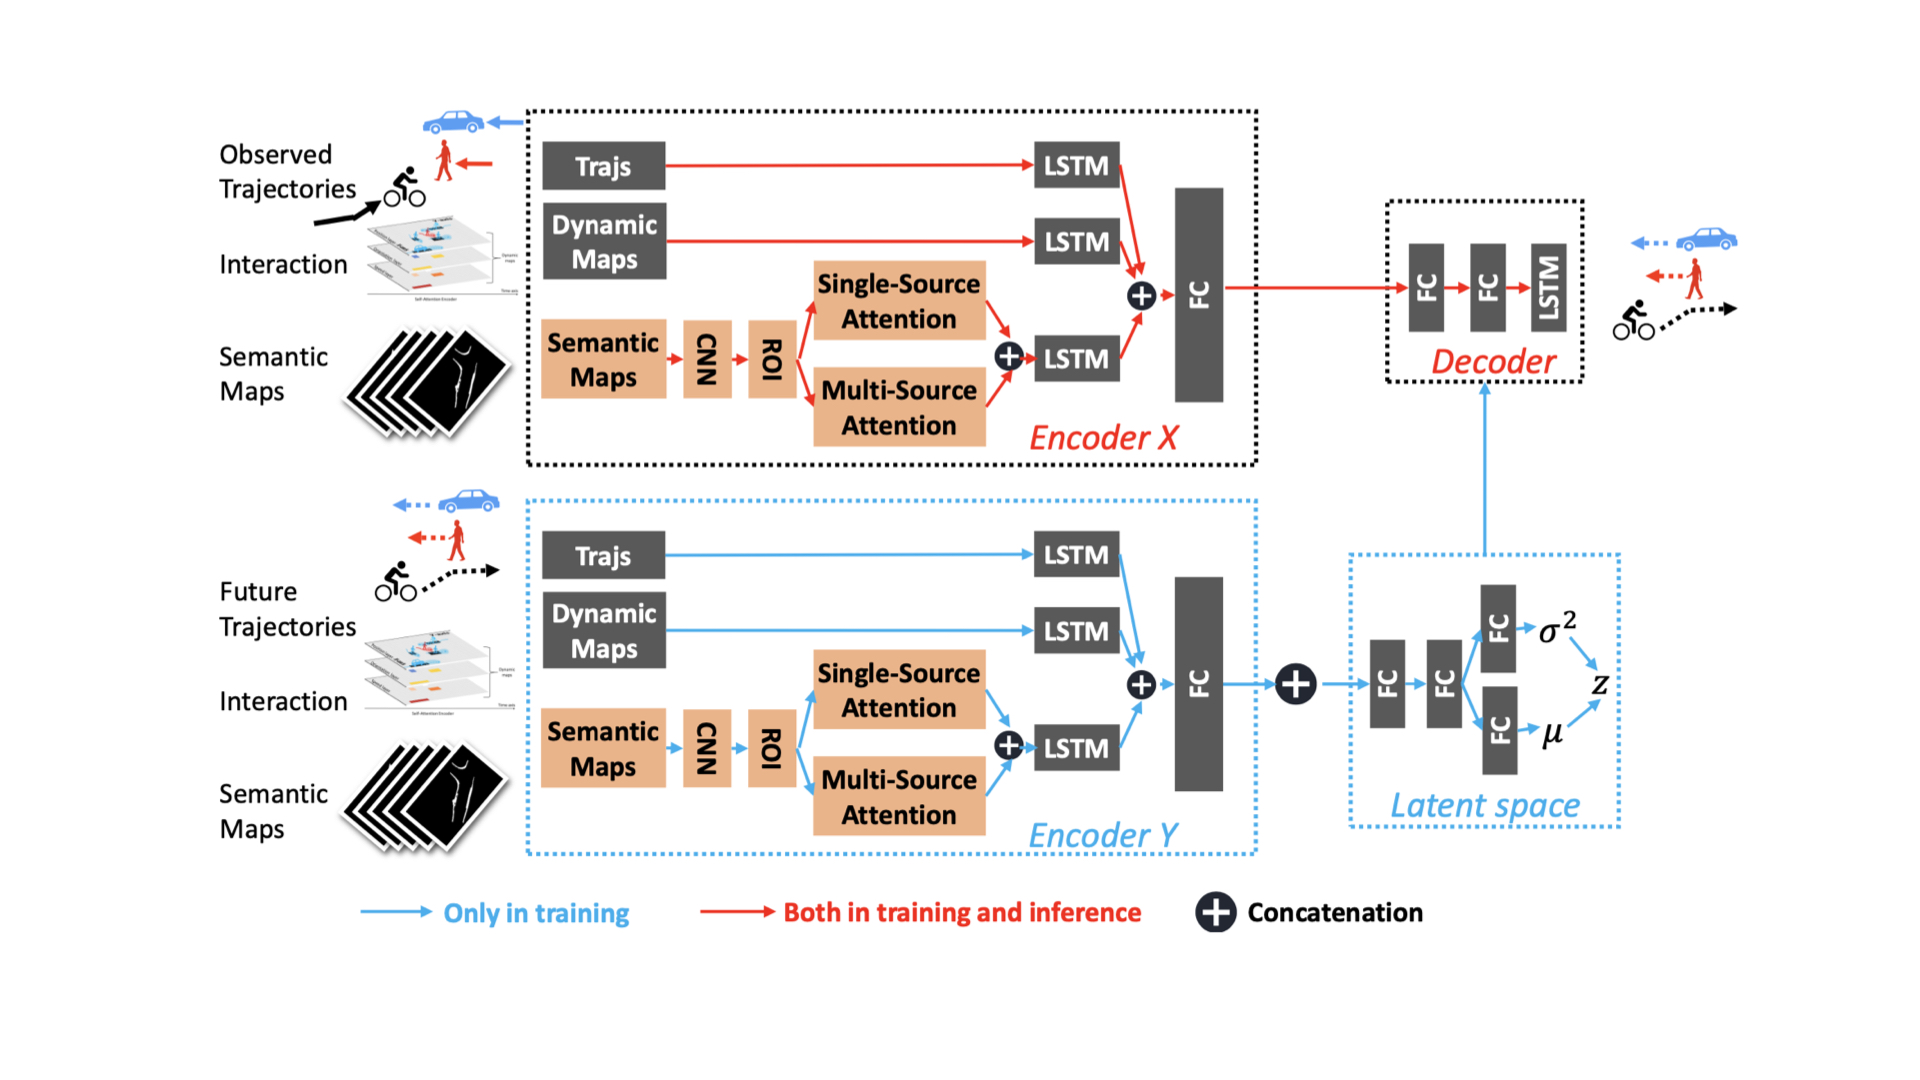 Observed
Trajectories
Interaction
Semantic
Maps
Trajs
Dynamic
Maps
Semantic
Maps
CNN
ROI
Single-Source
Attention
Multi-Source
Attention
LSTM
LSTM
LSTM
FC
Encoder X
FC
FC
LSTM
Decoder
Future
Trajectories
Interaction
Semantic
Maps
Trajs
Dynamic
Maps
Semantic
Maps
CNN
ROI
Single-Source
Attention
Multi-Source
Attention
LSTM
LSTM
LSTM
FC
Encoder Y
FC
FC
FC
FC
σ²
μ
z
Latent space
Only in training
Both in training and inference
Concatenation